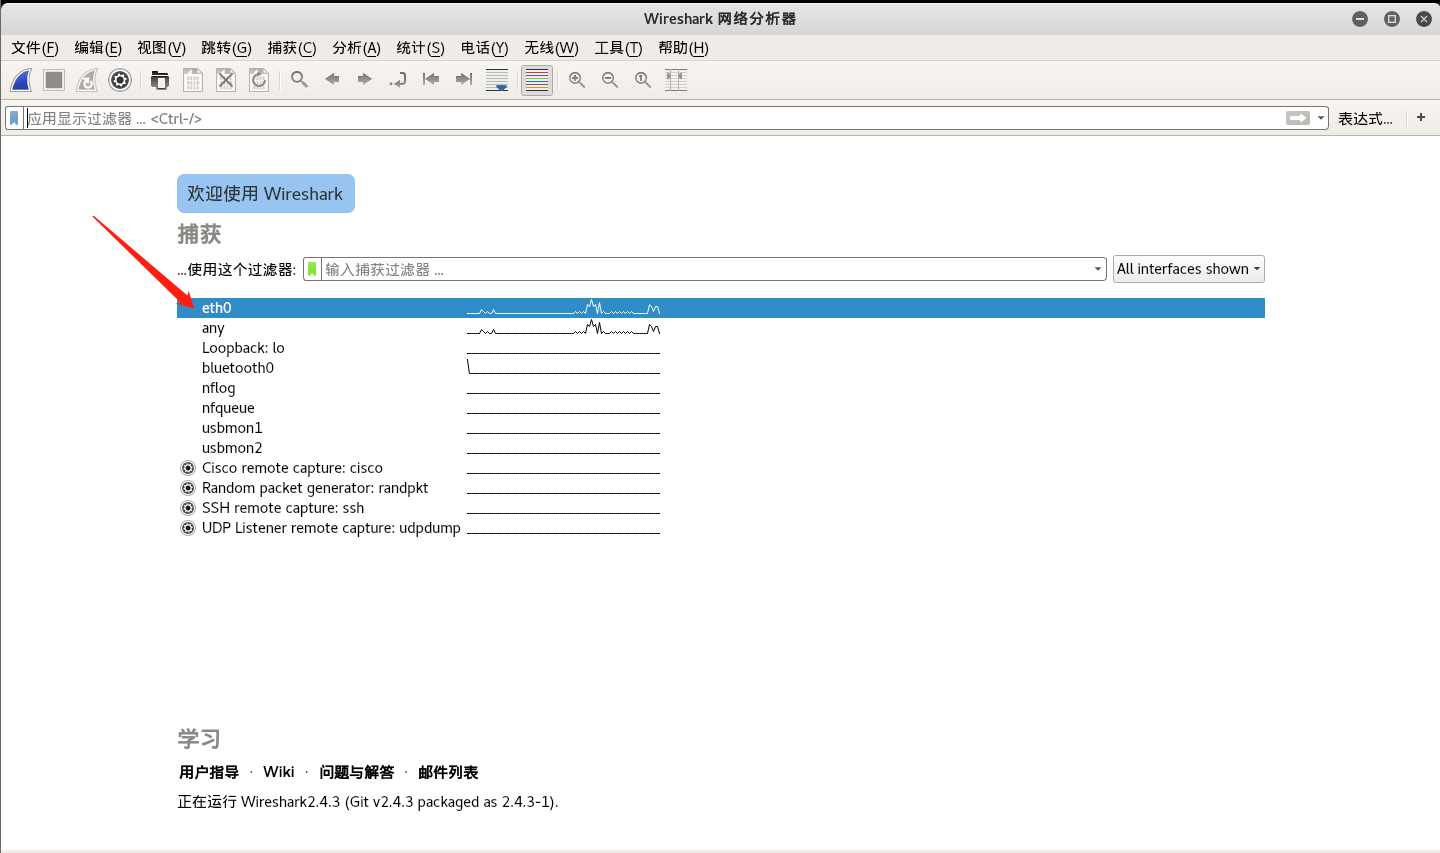 Wireshark 网络分析器
文件(F) 编辑(E) 视图(V) 跳转(G) 捕获(C) 分析(A) 统计(S) 电话(Y) 无线(W) 工具(T) 帮助(H)
应用显示过滤器 … <Ctrl-/> 表达式… +
欢迎使用 Wireshark
捕获
…使用这个过滤器: 输入捕获过滤器 … All interfaces shown
eth0
any
Loopback: lo
bluetooth0
nflog
nfqueue
usbmon1
usbmon2
Cisco remote capture: cisco
Random packet generator: randpkt
SSH remote capture: ssh
UDP Listener remote capture: udpdump
学习
用户指导 · Wiki · 问题与解答 · 邮件列表
正在运行 Wireshark2.4.3 (Git v2.4.3 packaged as 2.4.3-1).